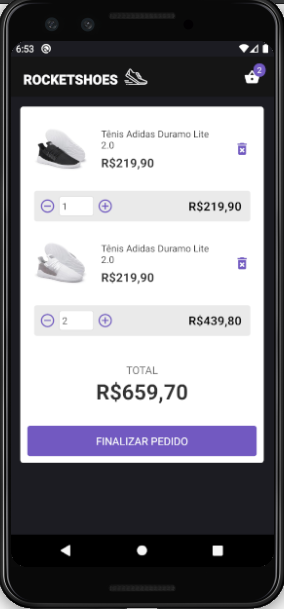 6:53
ROCKETSHOES
2
Tênis Adidas Duramo Lite
2.0
R$219,90
1
R$219,90
Tênis Adidas Duramo Lite
2.0
R$219,90
2
R$439,80
TOTAL
R$659,70
FINALIZAR PEDIDO